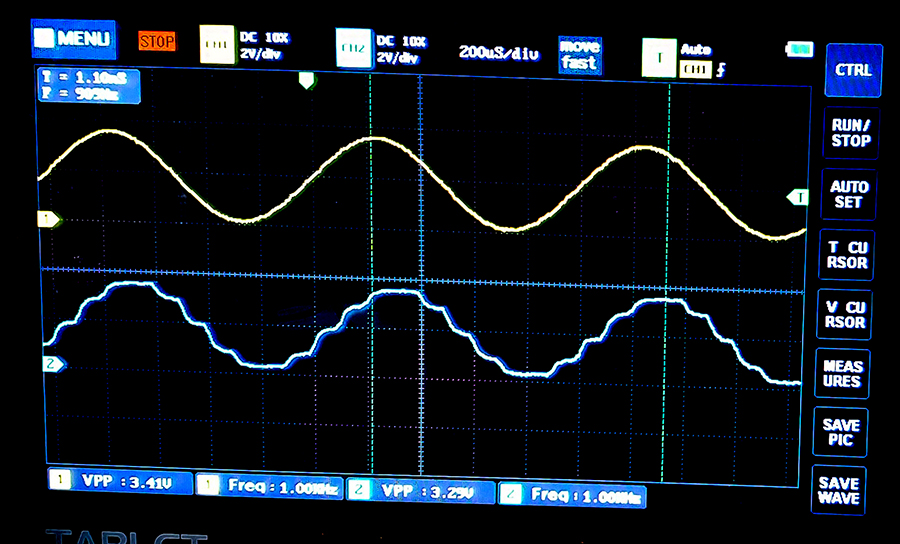 MENU
STOP
CH1
DC 10X
2V/div
CH2
DC 10X
2V/div
200uS/div
move
fast
T
Auto
CH1
CTRL
T = 1.10mS
F = 909Hz
RUN/
STOP
AUTO
SET
T
1
T CU
RSOR
V CU
RSOR
2
MEAS
URES
SAVE
PIC
SAVE
WAVE
1 VPP :3.41V
1 Freq:1.00KHz
2 VPP :3.29V
2 Freq:1.00KHz
TABLET